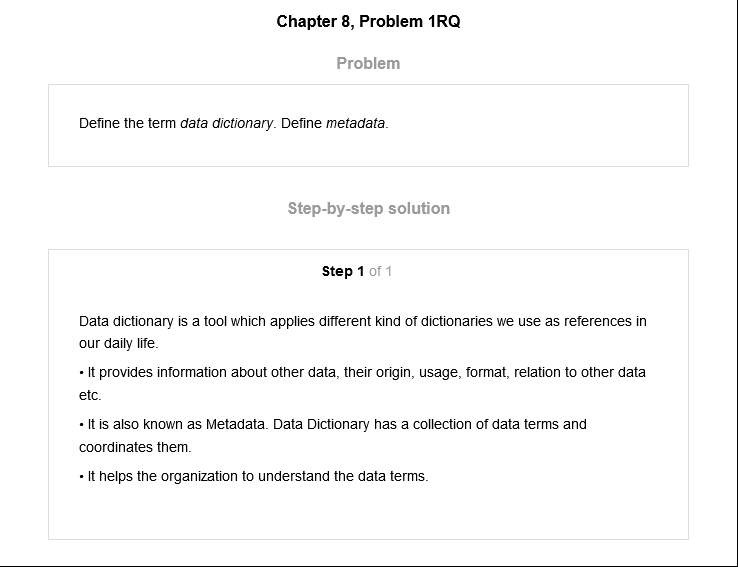 Chapter 8, Problem 1RQ
Problem
Define the term data dictionary. Define metadata.
Step-by-step solution
Step 1 of 1
Data dictionary is a tool which applies different kind of dictionaries we use as references in
our daily life.
• It provides information about other data, their origin, usage, format, relation to other data
etc.
• It is also known as Metadata. Data Dictionary has a collection of data terms and
coordinates them.
• It helps the organization to understand the data terms.